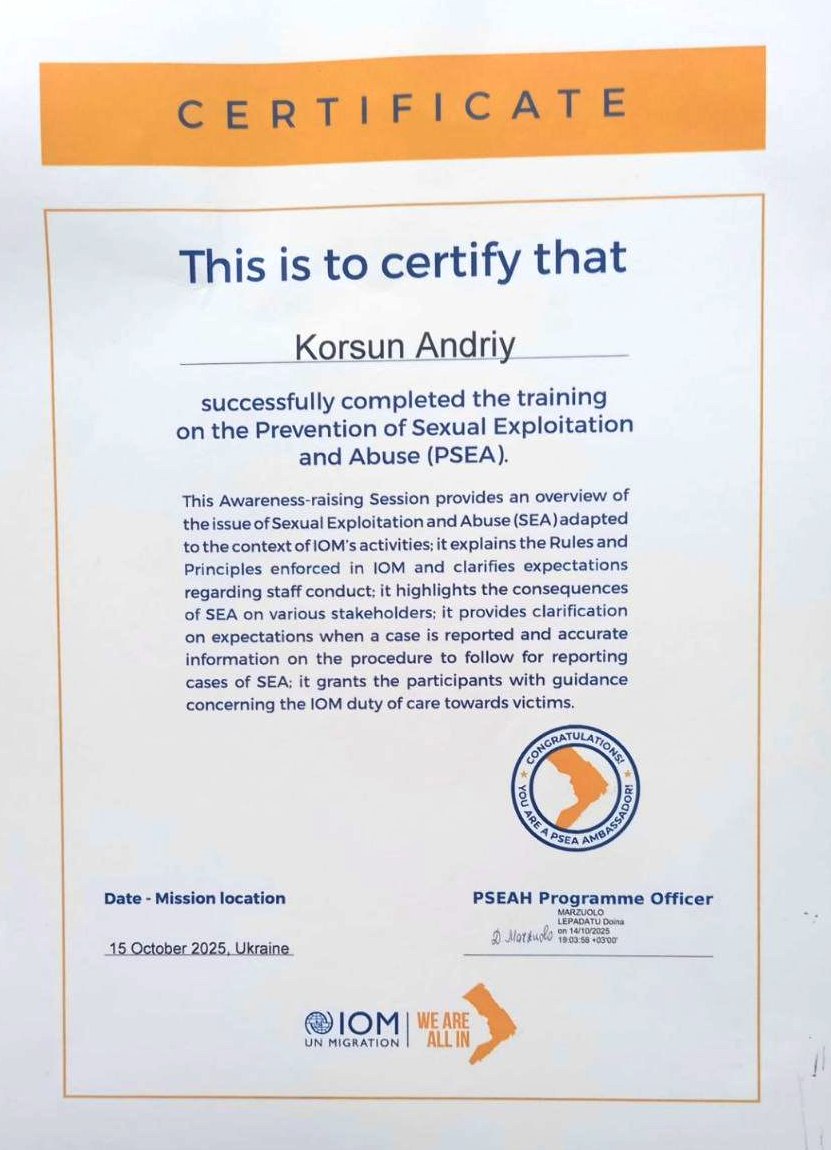 CERTIFICATE
This is to certify that
Korsun Andriy
successfully completed the training
on the Prevention of Sexual Exploitation
and Abuse (PSEA).
This Awareness-raising Session provides an overview of
the issue of Sexual Exploitation and Abuse (SEA) adapted
to the context of IOM's activities; it explains the Rules and
Principles enforced in IOM and clarifies expectations
regarding staff conduct; it highlights the consequences
of SEA on various stakeholders; it provides clarification
on expectations when a case is reported and accurate
information on the procedure to follow for reporting
cases of SEA; it grants the participants with guidance
concerning the IOM duty of care towards victims.
CONGRATULATIONS!
YOU ARE A PSEA AMBASSADOR!
Date - Mission location
15 October 2025, Ukraine
PSEAH Programme Officer
D. Marzuolo
MARZUOLO
LEPADATU Doina
on 14/10/2025
19:03:58 +03'00'
IOM
UN MIGRATION
WE ARE
ALL IN